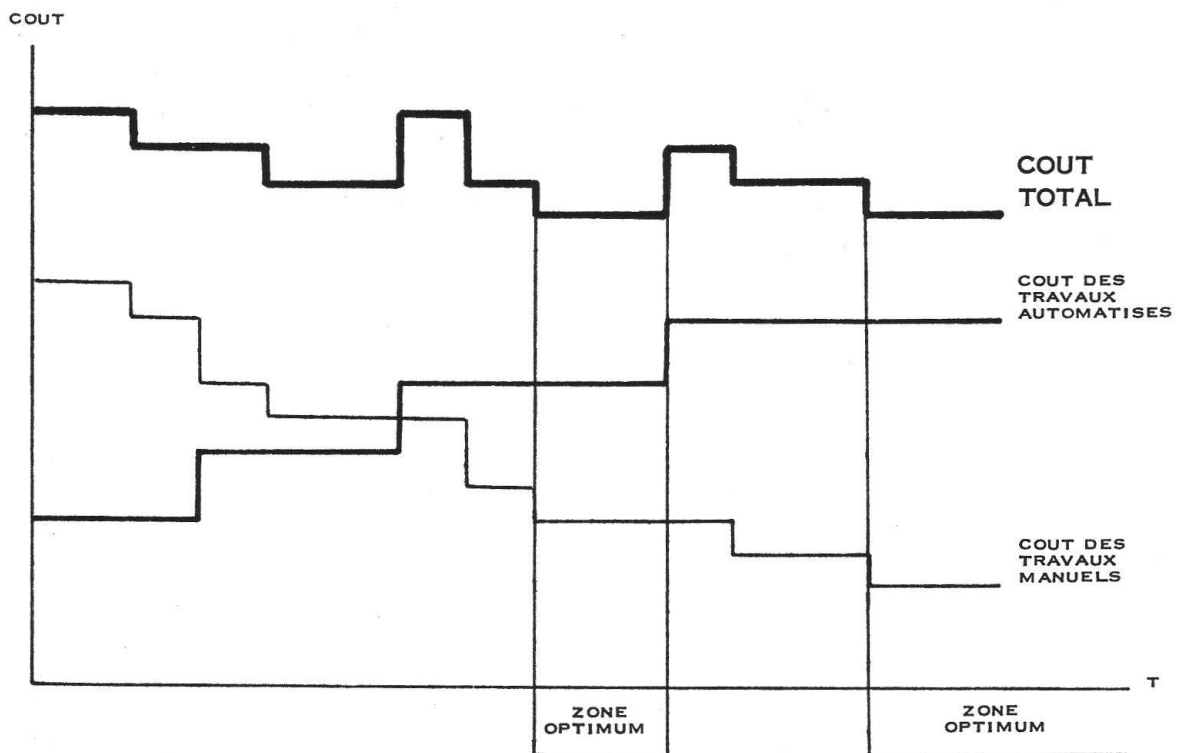 COUT
COUT
TOTAL
COUT DES
TRAVAUX
AUTOMATISES
COUT DES
TRAVAUX
MANUELS
T
ZONE
OPTIMUM
ZONE
OPTIMUM